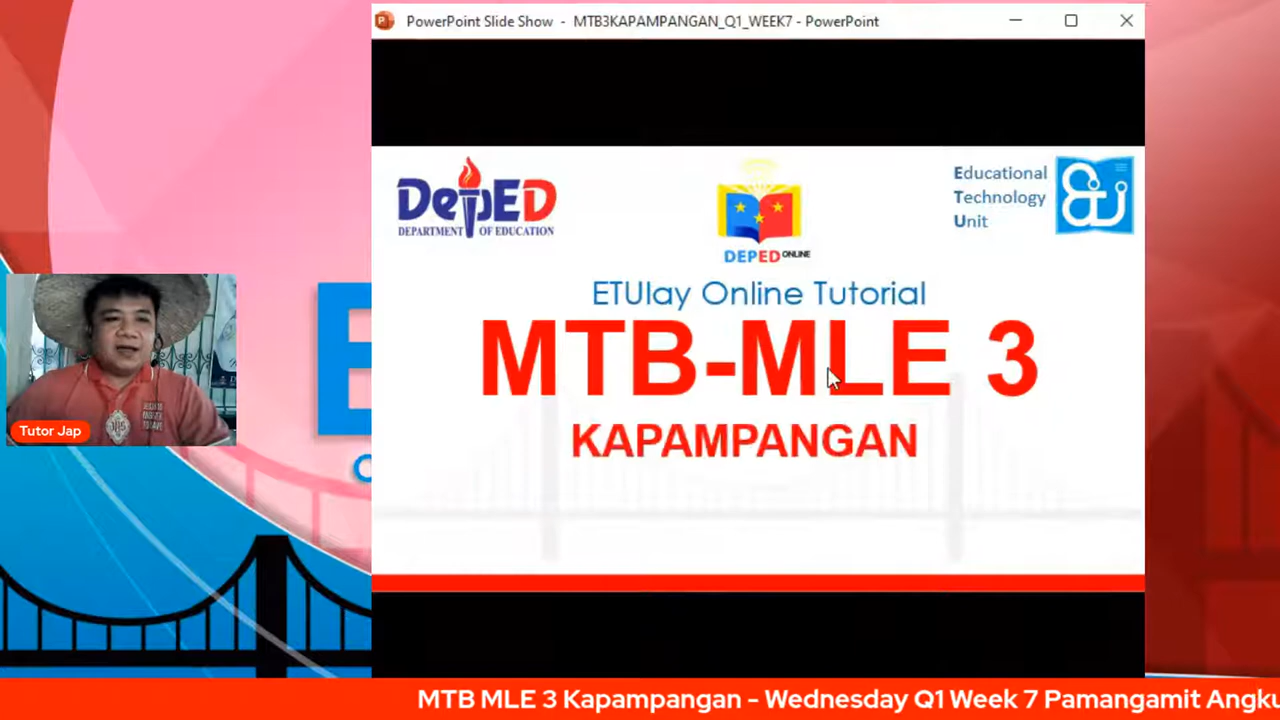 PowerPoint Slide Show - MTB3KAPAMPANGAN_Q1_WEEK7 - PowerPoint
DepED
DEPARTMENT OF EDUCATION
DEPED ONLINE
Educational
Technology
Unit
ETUlay Online Tutorial
MTB-MLE 3
KAPAMPANGAN
Tutor Jap
MTB MLE 3 Kapampangan - Wednesday Q1 Week 7 Pamangamit Angku